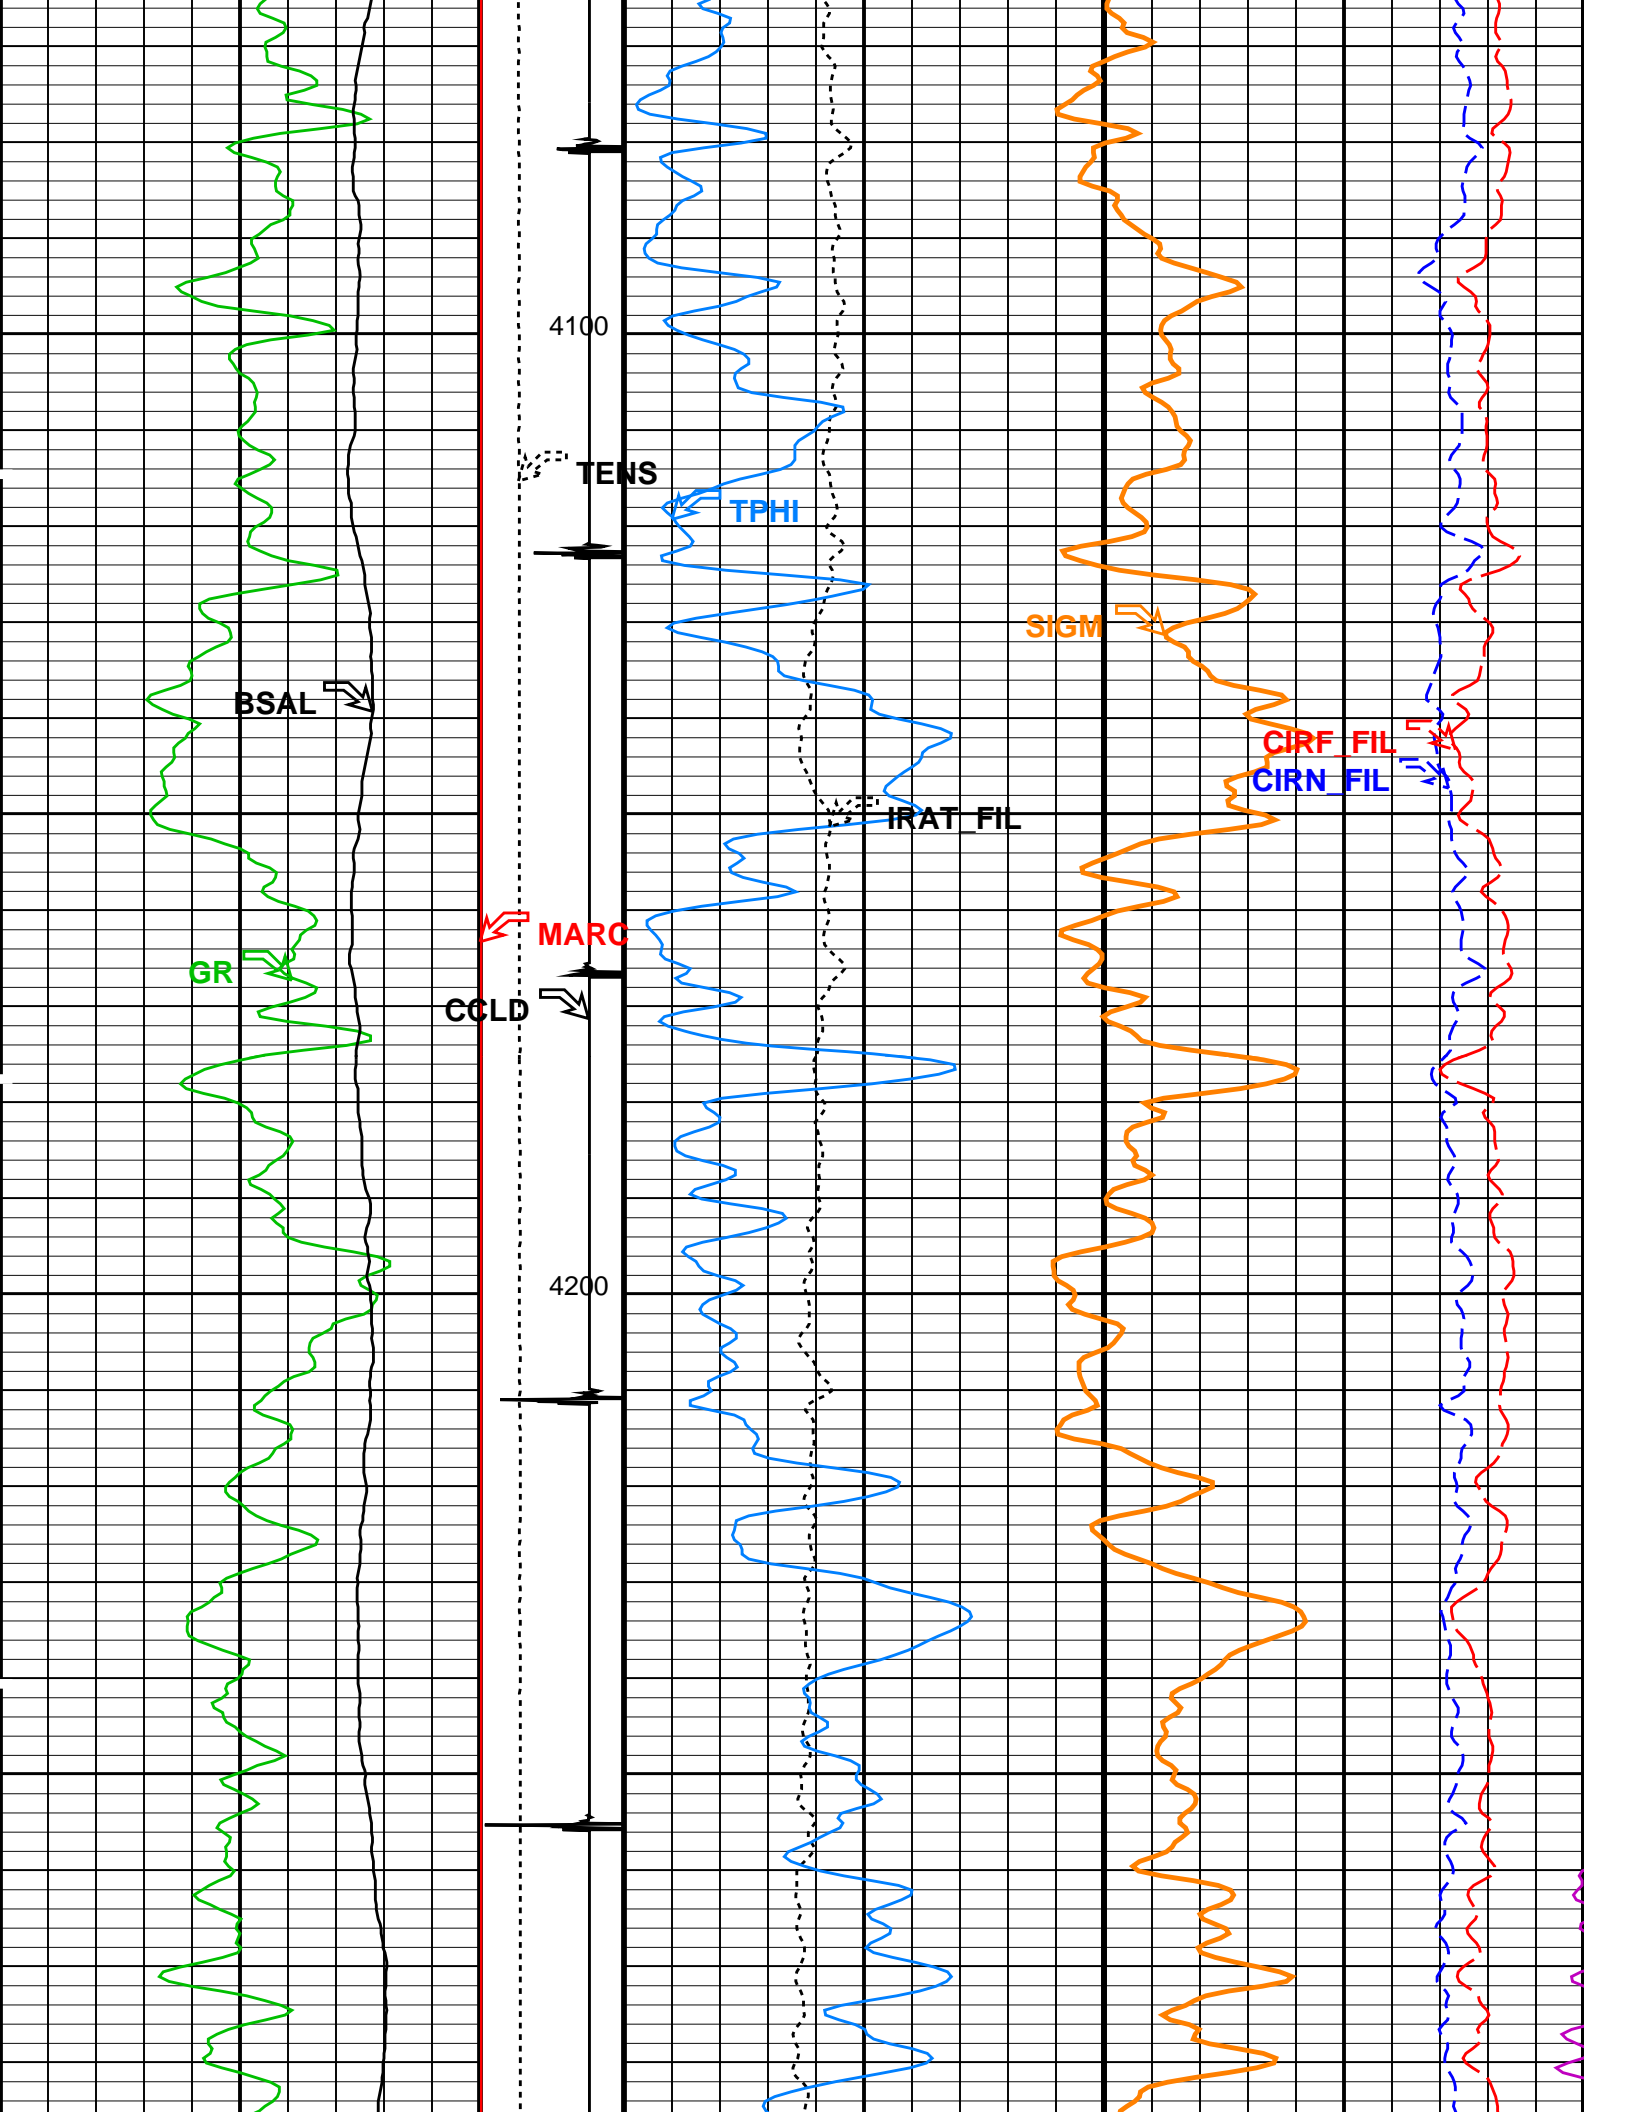 4100
TENS
TPHI
SIGM
BSAL
CIRF_FIL
CIRN_FIL
IRAT_FIL
MARC
GR
CCLD
4200